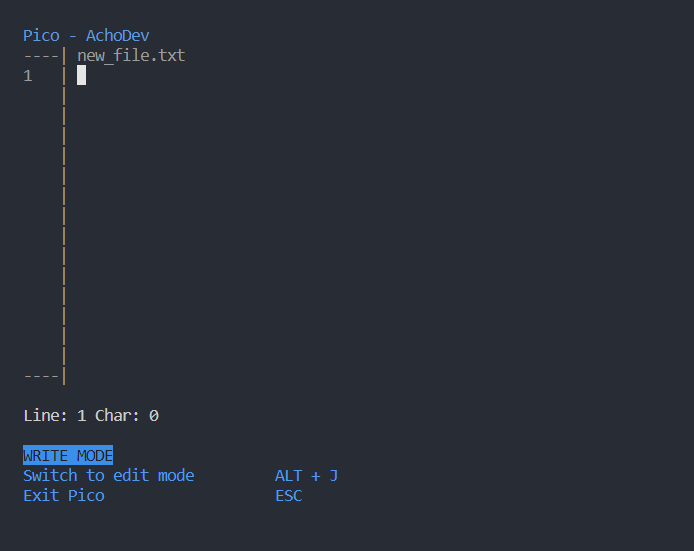 Pico - AchoDev
----| new_file.txt
1   |
    |
    |
    |
    |
    |
    |
    |
    |
    |
    |
    |
    |
    |
    |
----|
Line: 1 Char: 0
WRITE MODE
Switch to edit mode         ALT + J
Exit Pico                   ESC